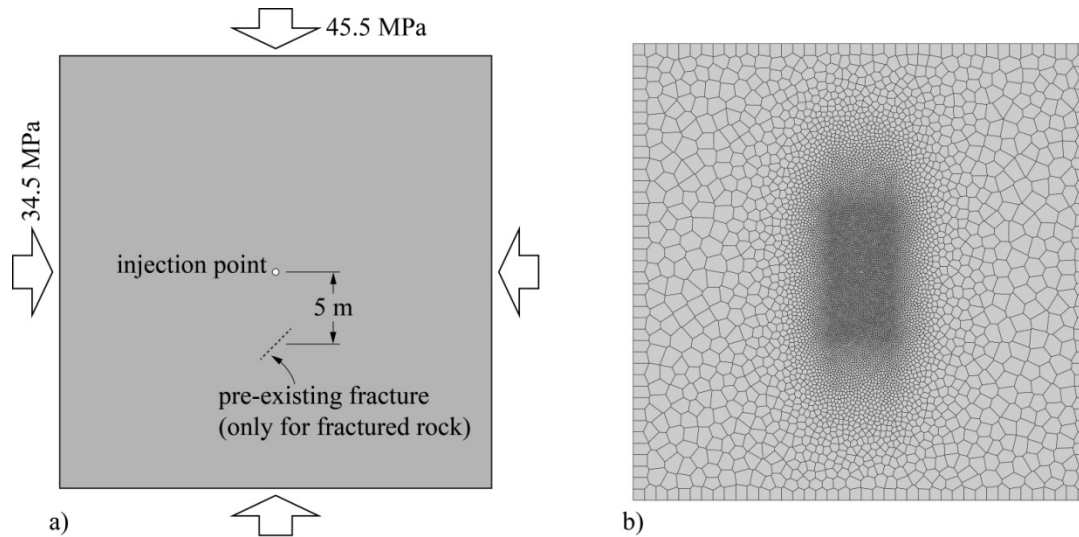 45.5 MPa
34.5 MPa
injection point
5 m
pre-existing fracture
(only for fractured rock)
a)
b)